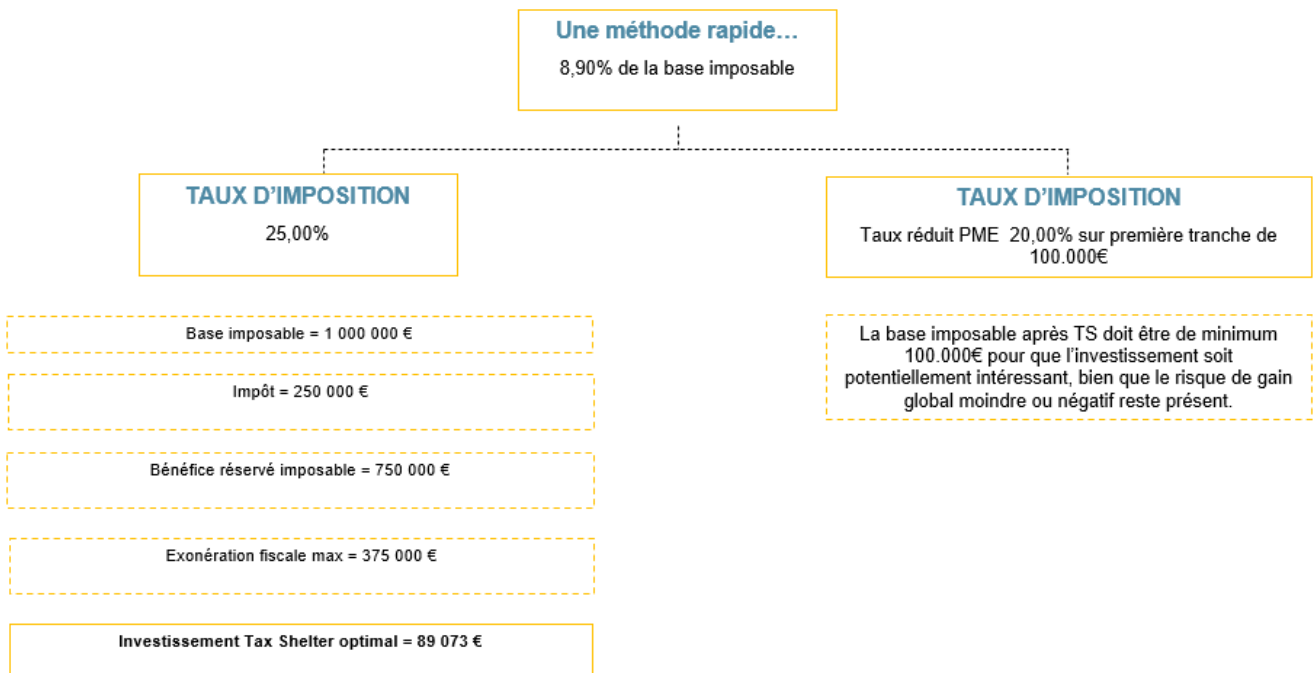 Une méthode rapide…
8,90% de la base imposable
TAUX D’IMPOSITION
25,00%
TAUX D’IMPOSITION
Taux réduit PME 20,00% sur première tranche de
100.000€
Base imposable = 1 000 000 €
Impôt = 250 000 €
Bénéfice réservé imposable = 750 000 €
Exonération fiscale max = 375 000 €
Investissement Tax Shelter optimal = 89 073 €
La base imposable après TS doit être de minimum
100.000€ pour que l’investissement soit
potentiellement intéressant, bien que le risque de gain
global moindre ou négatif reste présent.